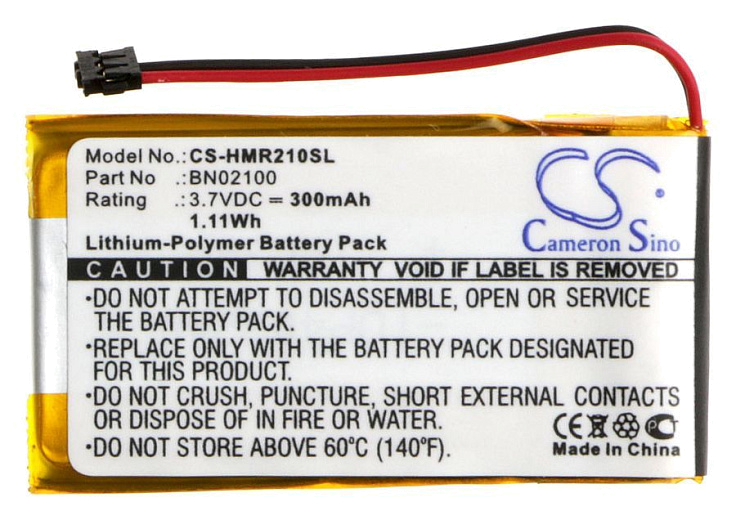 Model No.: CS-HMR210SL
Part No .: BN02100
Rating .: 3.7VDC ⎓ 300mAh
1.11Wh
Lithium-Polymer Battery Pack
CS
Cameron Sino
CAUTION WARRANTY VOID IF LABEL IS REMOVED
•DO NOT ATTEMPT TO DISASSEMBLE, OPEN OR SERVICE
THE BATTERY PACK.
•REPLACE ONLY WITH THE BATTERY PACK DESIGNATED
FOR THIS PRODUCT.
•DO NOT CRUSH, PUNCTURE, SHORT EXTERNAL CONTACTS
OR DISPOSE OF IN FIRE OR WATER.
•DO NOT STORE ABOVE 60°C (140°F).
CE
Made in China